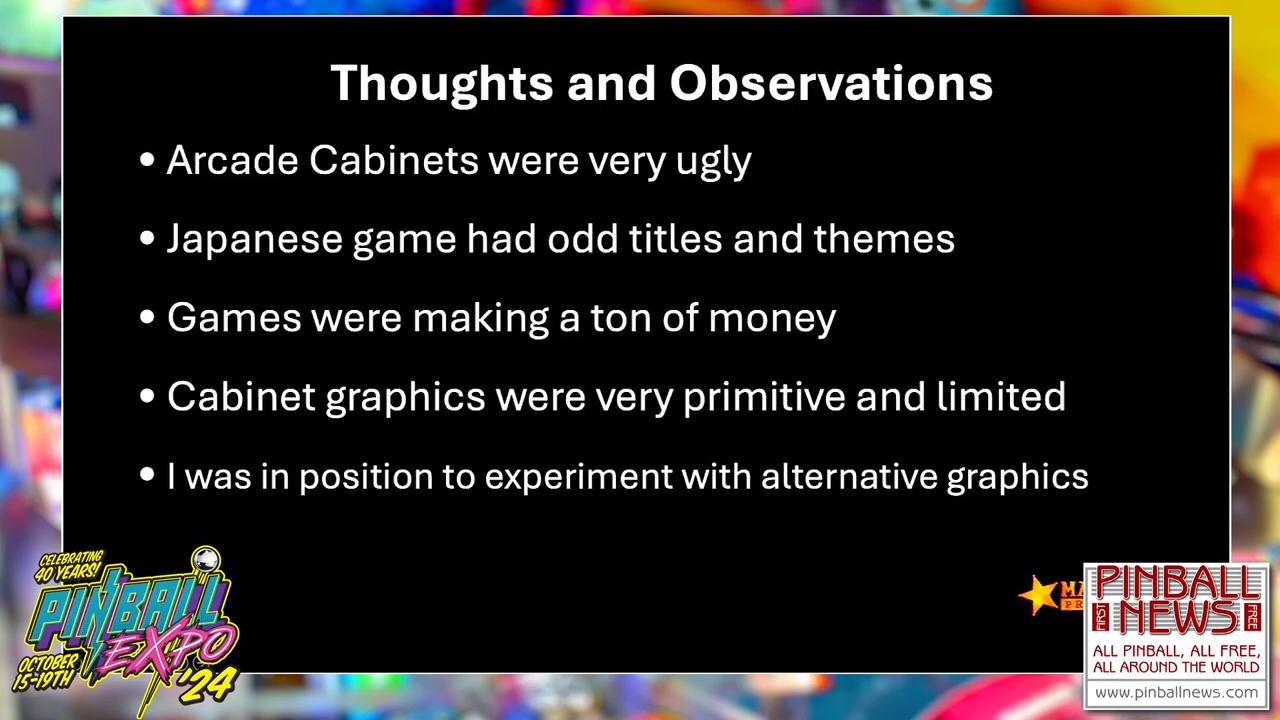 Thoughts and Observations
• Arcade Cabinets were very ugly
• Japanese game had odd titles and themes
• Games were making a ton of money
• Cabinet graphics were very primitive and limited
• I was in position to experiment with alternative graphics
CELEBRATING
40 YEARS!
PINBALL
EXPO
OCTOBER
15-19TH
'24
PINBALL
FIRST NEWS FREE
ALL PINBALL, ALL FREE,
ALL AROUND THE WORLD
www.pinballnews.com